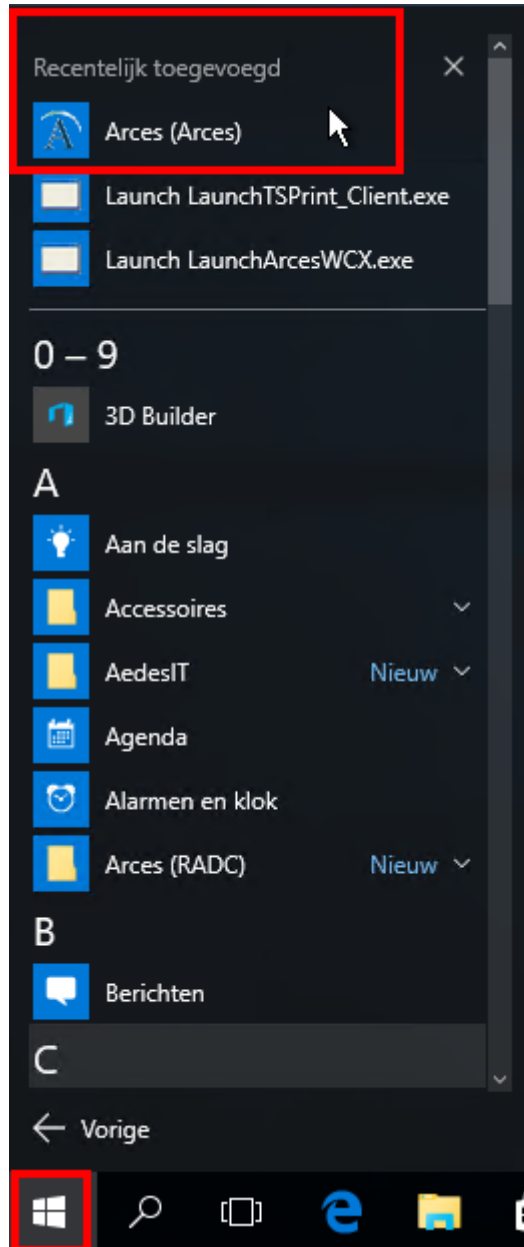 Recentelijk toegevoegd
Arces (Arces)
Launch LaunchTSPrint_Client.exe
Launch LaunchArcesWCX.exe
0 – 9
3D Builder
A
Aan de slag
Accessoires
AedesIT Nieuw
Agenda
Alarmen en klok
Arces (RADC) Nieuw
B
Berichten
C
Vorige